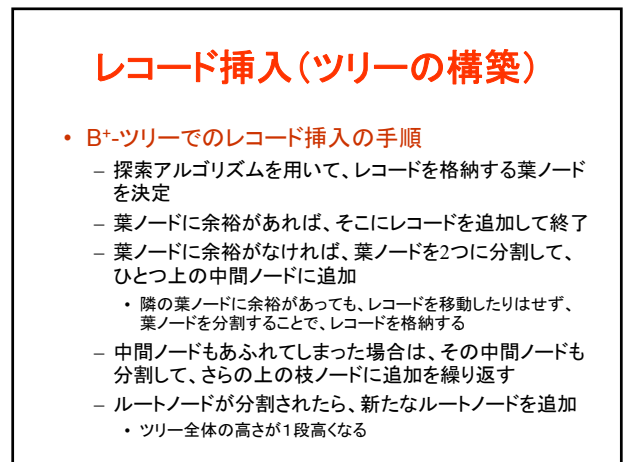 レコード挿入(ツリーの構築)
• B+-ツリーでのレコード挿入の手順
– 探索アルゴリズムを用いて、レコードを格納する葉ノード
を決定
– 葉ノードに余裕があれば、そこにレコードを追加して終了
– 葉ノードに余裕がなければ、葉ノードを2つに分割して、
ひとつ上の中間ノードに追加
• 隣の葉ノードに余裕があっても、レコードを移動したりはせず、
葉ノードを分割することで、レコードを格納する
– 中間ノードもあふれてしまった場合は、その中間ノードも
分割して、さらの上の枝ノードに追加を繰り返す
– ルートノードが分割されたら、新たなルートノードを追加
• ツリー全体の高さが1段高くなる